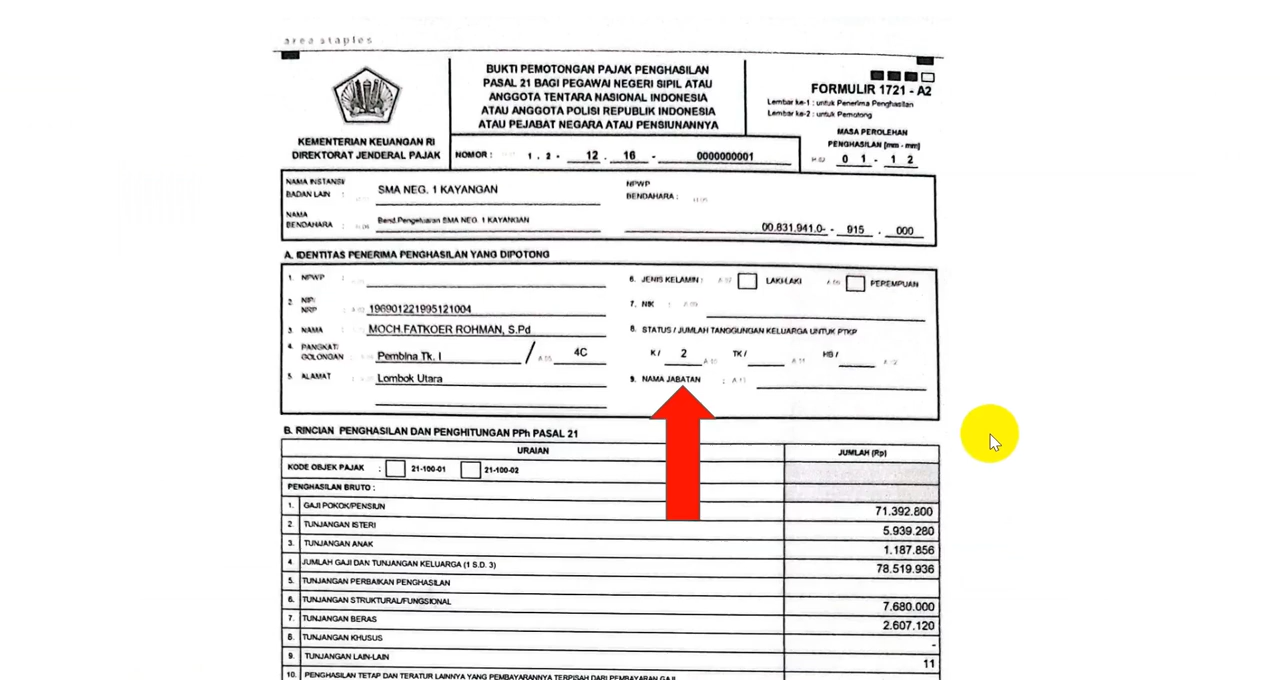 area staples
KEMENTERIAN KEUANGAN RI
DIREKTORAT JENDERAL PAJAK
BUKTI PEMOTONGAN PAJAK PENGHASILAN
PASAL 21 BAGI PEGAWAI NEGERI SIPIL ATAU
ANGGOTA TENTARA NASIONAL INDONESIA
ATAU ANGGOTA POLISI REPUBLIK INDONESIA
ATAU PEJABAT NEGARA ATAU PENSIUNANNYA
NOMOR : 1 . 2 - 12 . 16 - 0000000001
FORMULIR 1721 - A2
Lembar ke-1 : untuk Penerima Penghasilan
Lembar ke-2 : untuk Pemotong
MASA PEROLEHAN
PENGHASILAN [mm - mm]
0 1 - 1 2
NAMA INSTANSI/
BADAN LAIN : SMA NEG. 1 KAYANGAN
NPWP
BENDAHARA :
NAMA
BENDAHARA : Bend.Pengeluaran SMA NEG. 1 KAYANGAN
00.831.941.0- - 915 . 000
A. IDENTITAS PENERIMA PENGHASILAN YANG DIPOTONG
1. NPWP :
2. NIP/
NRP 196901221995121004
3. NAMA MOCH.FATKOER ROHMAN, S.Pd
4. PANGKAT/
GOLONGAN : Pembina Tk. I / 4C
5. ALAMAT : Lombok Utara
6. JENIS KELAMIN : LAKI-LAKI PEREMPUAN
7. NIK :
8. STATUS / JUMLAH TANGGUNGAN KELUARGA UNTUK PTKP
K / 2 TK / HB /
9. NAMA JABATAN :
B. RINCIAN PENGHASILAN DAN PENGHITUNGAN PPh PASAL 21
URAIAN JUMLAH (Rp)
KODE OBJEK PAJAK : 21-100-01 21-100-02
PENGHASILAN BRUTO :
1. GAJI POKOK/PENSIUN 71.392.800
2. TUNJANGAN ISTERI 5.939.280
3. TUNJANGAN ANAK 1.187.856
4. JUMLAH GAJI DAN TUNJANGAN KELUARGA (1 S.D. 3) 78.519.936
5. TUNJANGAN PERBAIKAN PENGHASILAN
6. TUNJANGAN STRUKTURAL/FUNGSIONAL 7.680.000
7. TUNJANGAN BERAS 2.607.120
8. TUNJANGAN KHUSUS -
9. TUNJANGAN LAIN-LAIN 11
10. PENGHASILAN TETAP DAN TERATUR LAINNYA YANG PEMBAYARANNYA TERPISAH DARI PEMBAYARAN GAJI